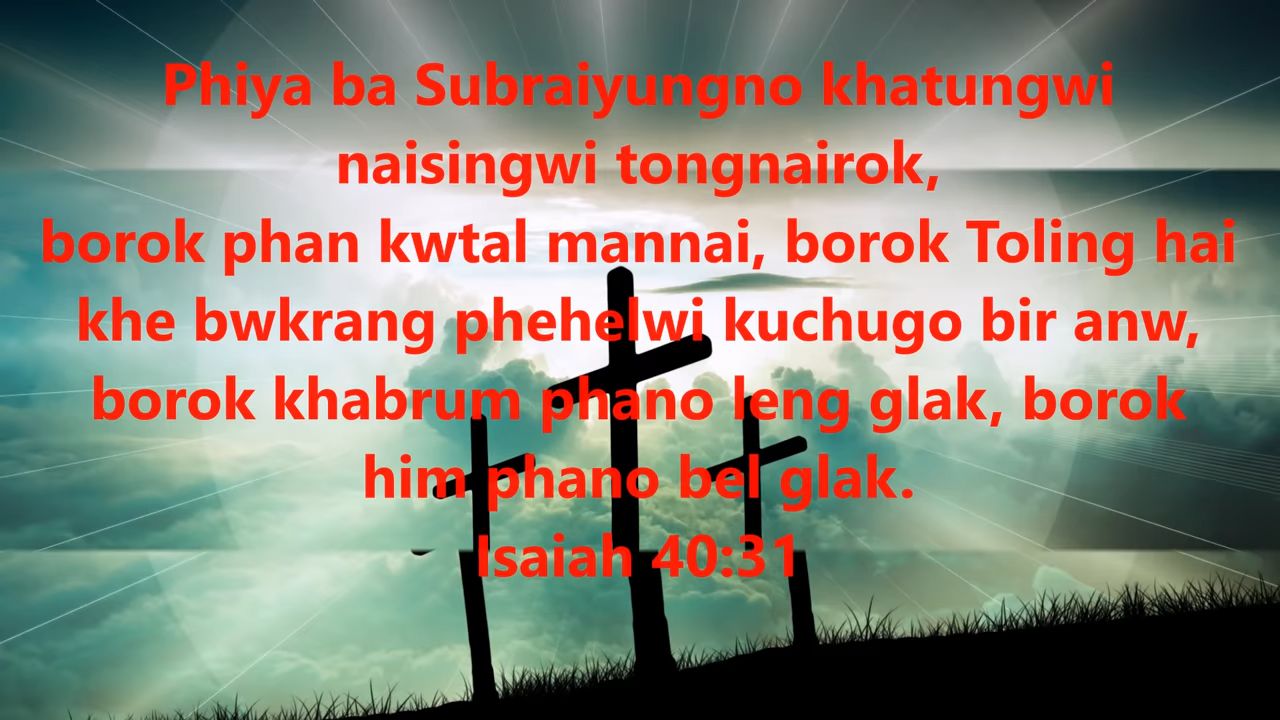 Phiya ba Subraiyungno khatungwi
naisingwi tongnairok,
borok phan kwtal mannai, borok Toling hai
khe bwkrang phehelwi kuchugo bir anw,
borok khabrum phano leng glak, borok
him phano bel glak.
Isaiah 40:31